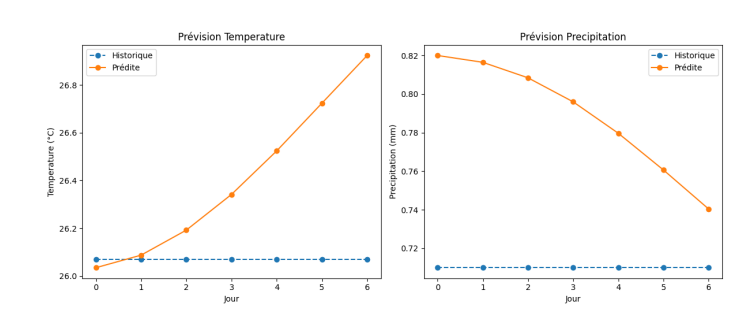 Prévision Temperature
Historique
Prédite
26.8
26.6
26.4
26.2
26.0
Temperature (°C)
0 1 2 3 4 5 6
Jour
Prévision Precipitation
Historique
Prédite
0.82
0.80
0.78
0.76
0.74
0.72
Precipitation (mm)
0 1 2 3 4 5 6
Jour